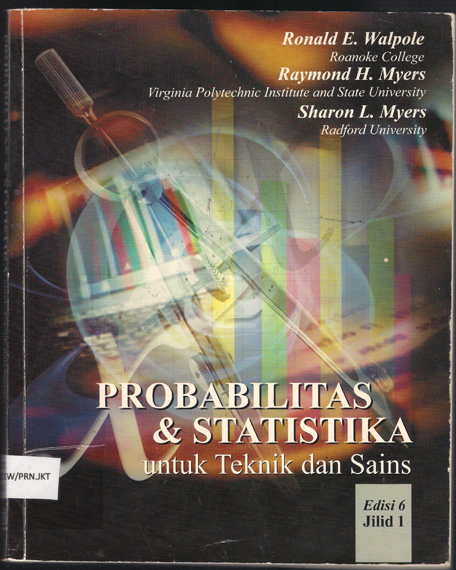 Ronald E. Walpole
Roanoke College
Raymond H. Myers
Virginia Polytechnic Institute and State University
Sharon L. Myers
Radford University
PROBABILITAS
& STATISTIKA
untuk Teknik dan Sains
W/PRN.JKT
Edisi 6
Jilid 1